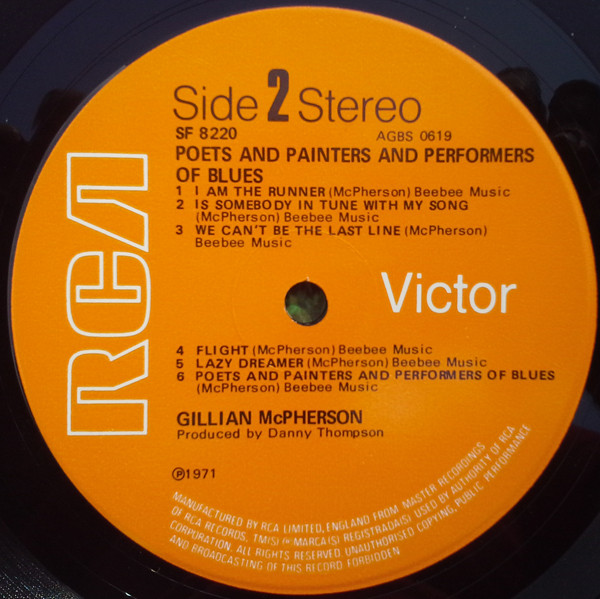 Side 2 Stereo
SF 8220 AGBS 0619
POETS AND PAINTERS AND PERFORMERS
OF BLUES
1 I AM THE RUNNER (McPherson) Beebee Music
2 IS SOMEBODY IN TUNE WITH MY SONG
(McPherson) Beebee Music
3 WE CAN'T BE THE LAST LINE (McPherson)
Beebee Music
RCA
Victor
4 FLIGHT (McPherson) Beebee Music
5 LAZY DREAMER (McPherson) Beebee Music
6 POETS AND PAINTERS AND PERFORMERS OF BLUES
(McPherson) Beebee Music
GILLIAN McPHERSON
Produced by Danny Thompson
℗1971
MANUFACTURED BY RCA LIMITED, ENGLAND FROM MASTER RECORDINGS
OF RCA RECORDS. TM(S) ® MARCA(S) REGISTRADA(S) USED BY AUTHORITY OF RCA
CORPORATION. ALL RIGHTS RESERVED. UNAUTHORISED COPYING, PUBLIC PERFORMANCE
AND BROADCASTING OF THIS RECORD FORBIDDEN